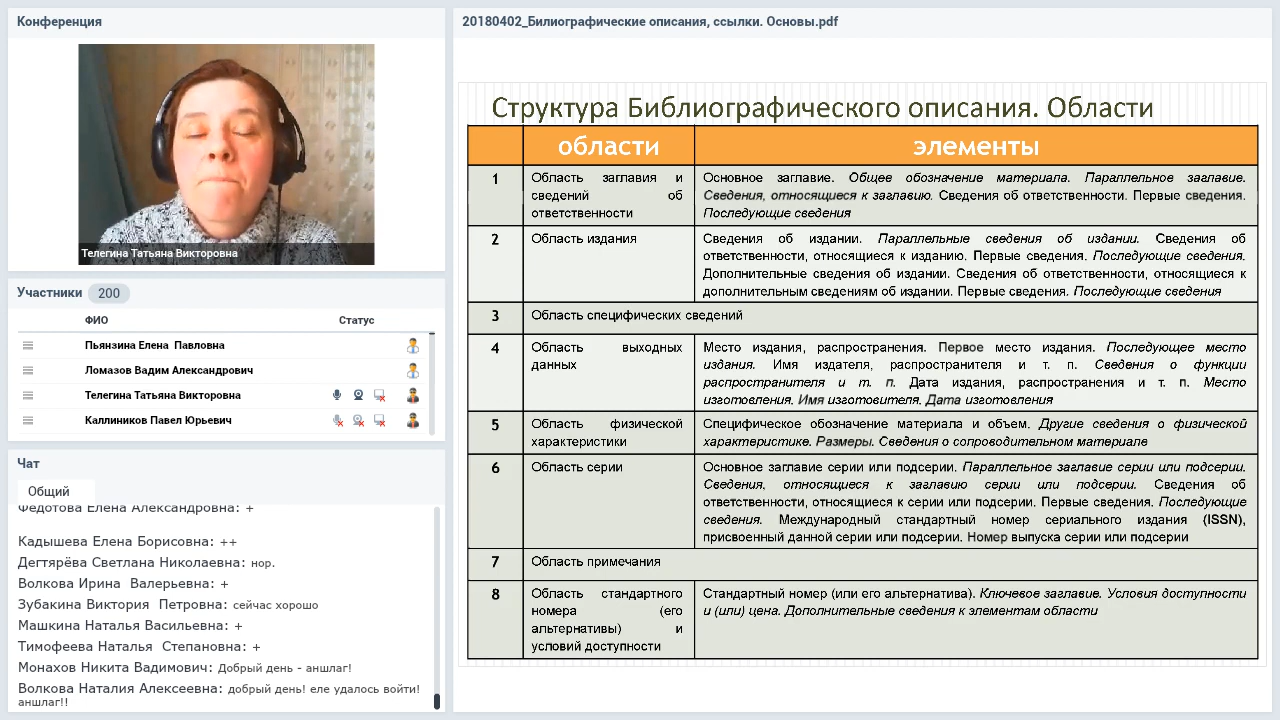 Конференция
Телегина Татьяна Викторовна
Участники 200
ФИО Статус
Пьянзина Елена Павловна
Ломазов Вадим Александрович
Телегина Татьяна Викторовна
Каллиников Павел Юрьевич
Чат
Общий
Федотова Елена Александровна: +
Кадышева Елена Борисовна: ++
Дегтярёва Светлана Николаевна: нор.
Волкова Ирина Валерьевна: +
Зубакина Виктория Петровна: сейчас хорошо
Машкина Наталья Васильевна: +
Тимофеева Наталья Степановна: +
Монахов Никита Вадимович: Добрый день - аншлаг!
Волкова Наталия Алексеевна: добрый день! еле удалось войти!
аншлаг!!
20180402_Билиографические описания, ссылки. Основы.pdf
Структура Библиографического описания. Области
области элементы
1
Область заглавия и
сведений об
ответственности
Основное заглавие. Общее обозначение материала. Параллельное заглавие.
Сведения, относящиеся к заглавию. Сведения об ответственности. Первые сведения.
Последующие сведения
2
Область издания
Сведения об издании. Параллельные сведения об издании. Сведения об
ответственности, относящиеся к изданию. Первые сведения. Последующие сведения.
Дополнительные сведения об издании. Сведения об ответственности, относящиеся к
дополнительным сведениям об издании. Первые сведения. Последующие сведения
3
Область специфических сведений
4
Область выходных
данных
Место издания, распространения. Первое место издания. Последующее место
издания. Имя издателя, распространителя и т. п. Сведения о функции
распространителя и т. п. Дата издания, распространения и т. п. Место
изготовления. Имя изготовителя. Дата изготовления
5
Область физической
характеристики
Специфическое обозначение материала и объем. Другие сведения о физической
характеристике. Размеры. Сведения о сопроводительном материале
6
Область серии
Основное заглавие серии или подсерии. Параллельное заглавие серии или подсерии.
Сведения, относящиеся к заглавию серии или подсерии. Сведения об
ответственности, относящиеся к серии или подсерии. Первые сведения. Последующие
сведения. Международный стандартный номер сериального издания (ISSN),
присвоенный данной серии или подсерии. Номер выпуска серии или подсерии
7
Область примечания
8
Область стандартного
номера (его
альтернативы) и
условий доступности
Стандартный номер (или его альтернатива). Ключевое заглавие. Условия доступности
и (или) цена. Дополнительные сведения к элементам области